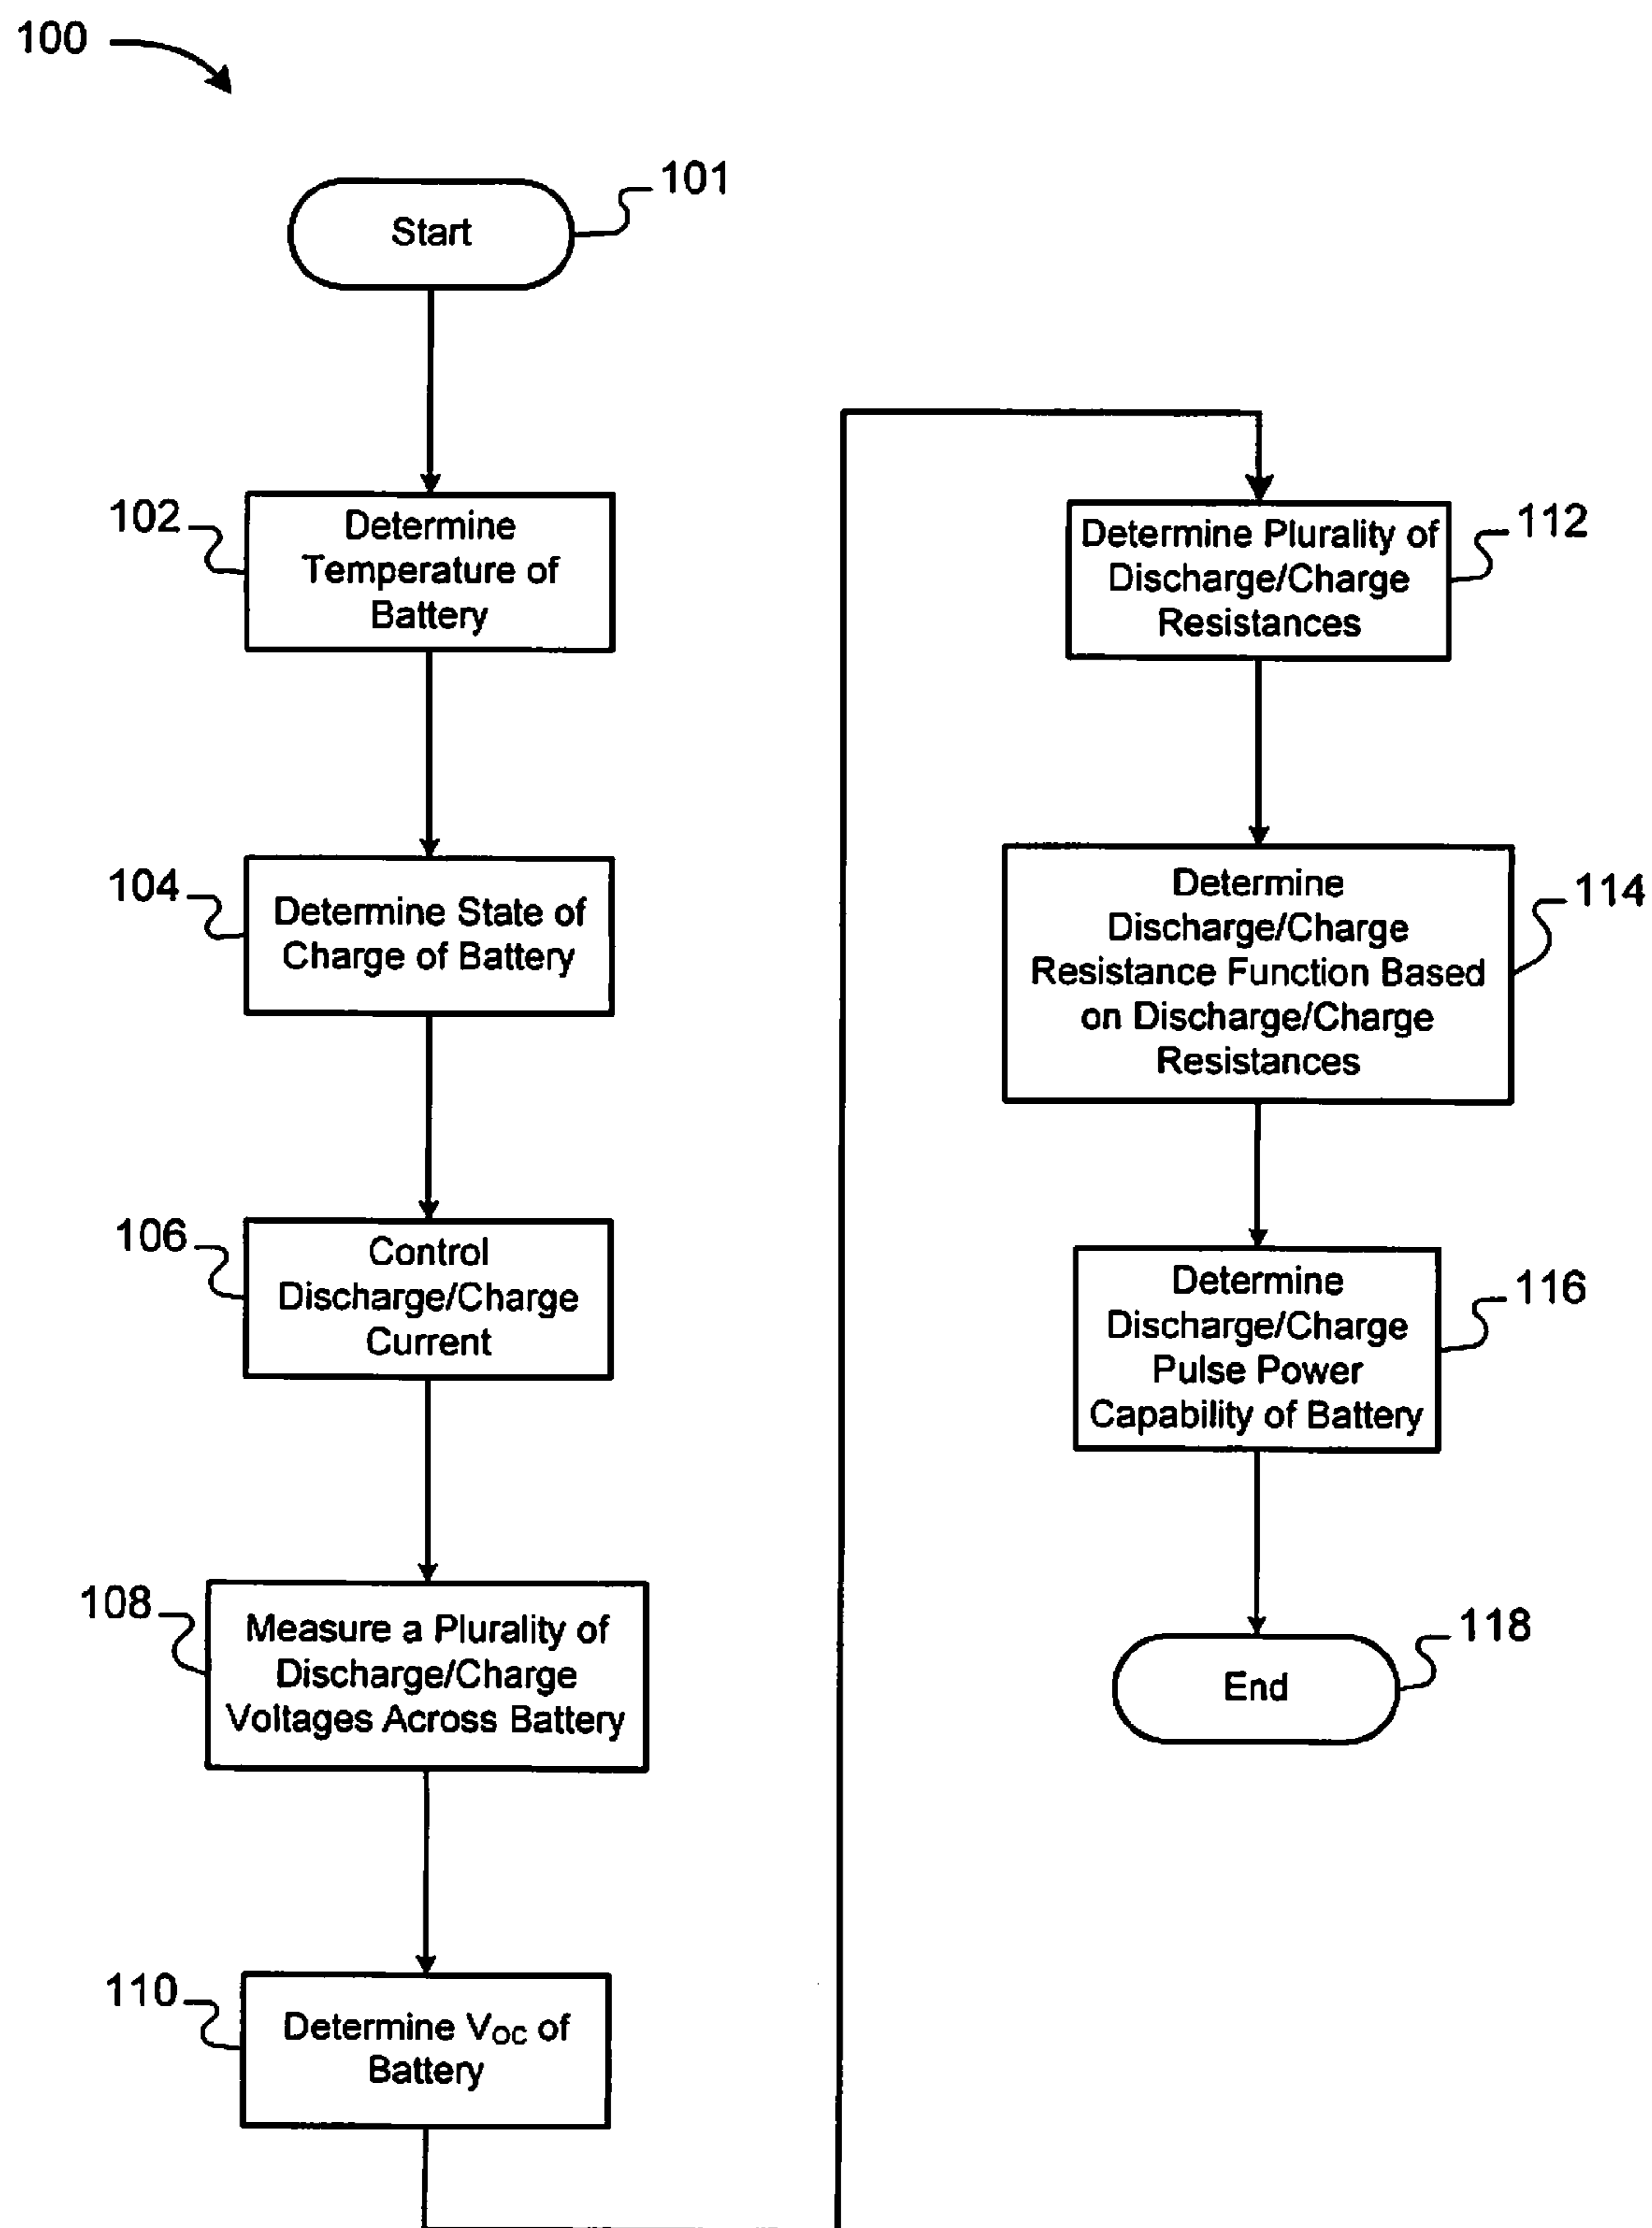 100
Start
101
102
Determine
Temperature of
Battery
104
Determine State of
Charge of Battery
106
Control
Discharge/Charge
Current
108
Measure a Plurality of
Discharge/Charge
Voltages Across Battery
110
Determine VOC of
Battery
Determine Plurality of
Discharge/Charge
Resistances
112
Determine
Discharge/Charge
Resistance Function Based
on Discharge/Charge
Resistances
114
Determine
Discharge/Charge
Pulse Power
Capability of Battery
116
End
118